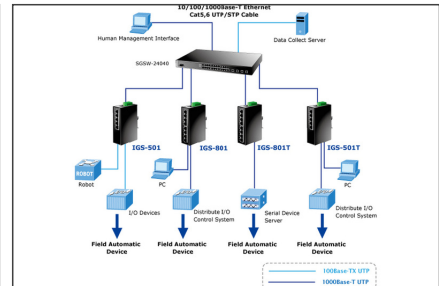 10/100/1000Base-T Ethernet
Cat5,6 UTP/STP Cable
Human Management Interface
Data Collect Server
SGSW-24040
IGS-501
IGS-801
IGS-801T
IGS-501T
ROBOT
Robot
PC
PC
I/O Devices
Distribute I/O
Control System
Serial Device
Server
Distribute I/O
Control System
Field Automatic
Device
Field Automatic
Device
Field Automatic
Device
Field Automatic
Device
100Base-TX UTP
1000Base-T UTP